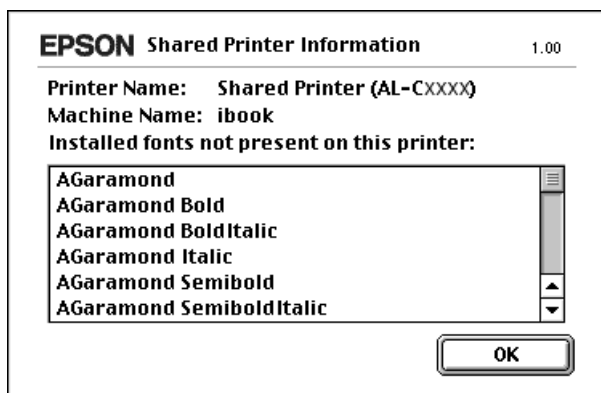 EPSON Shared Printer Information 1.00
Printer Name: Shared Printer (AL-CXXXX)
Machine Name: ibook
Installed fonts not present on this printer:
AGaramond
AGaramond Bold
AGaramond BoldItalic
AGaramond Italic
AGaramond Semibold
AGaramond SemiboldItalic
OK